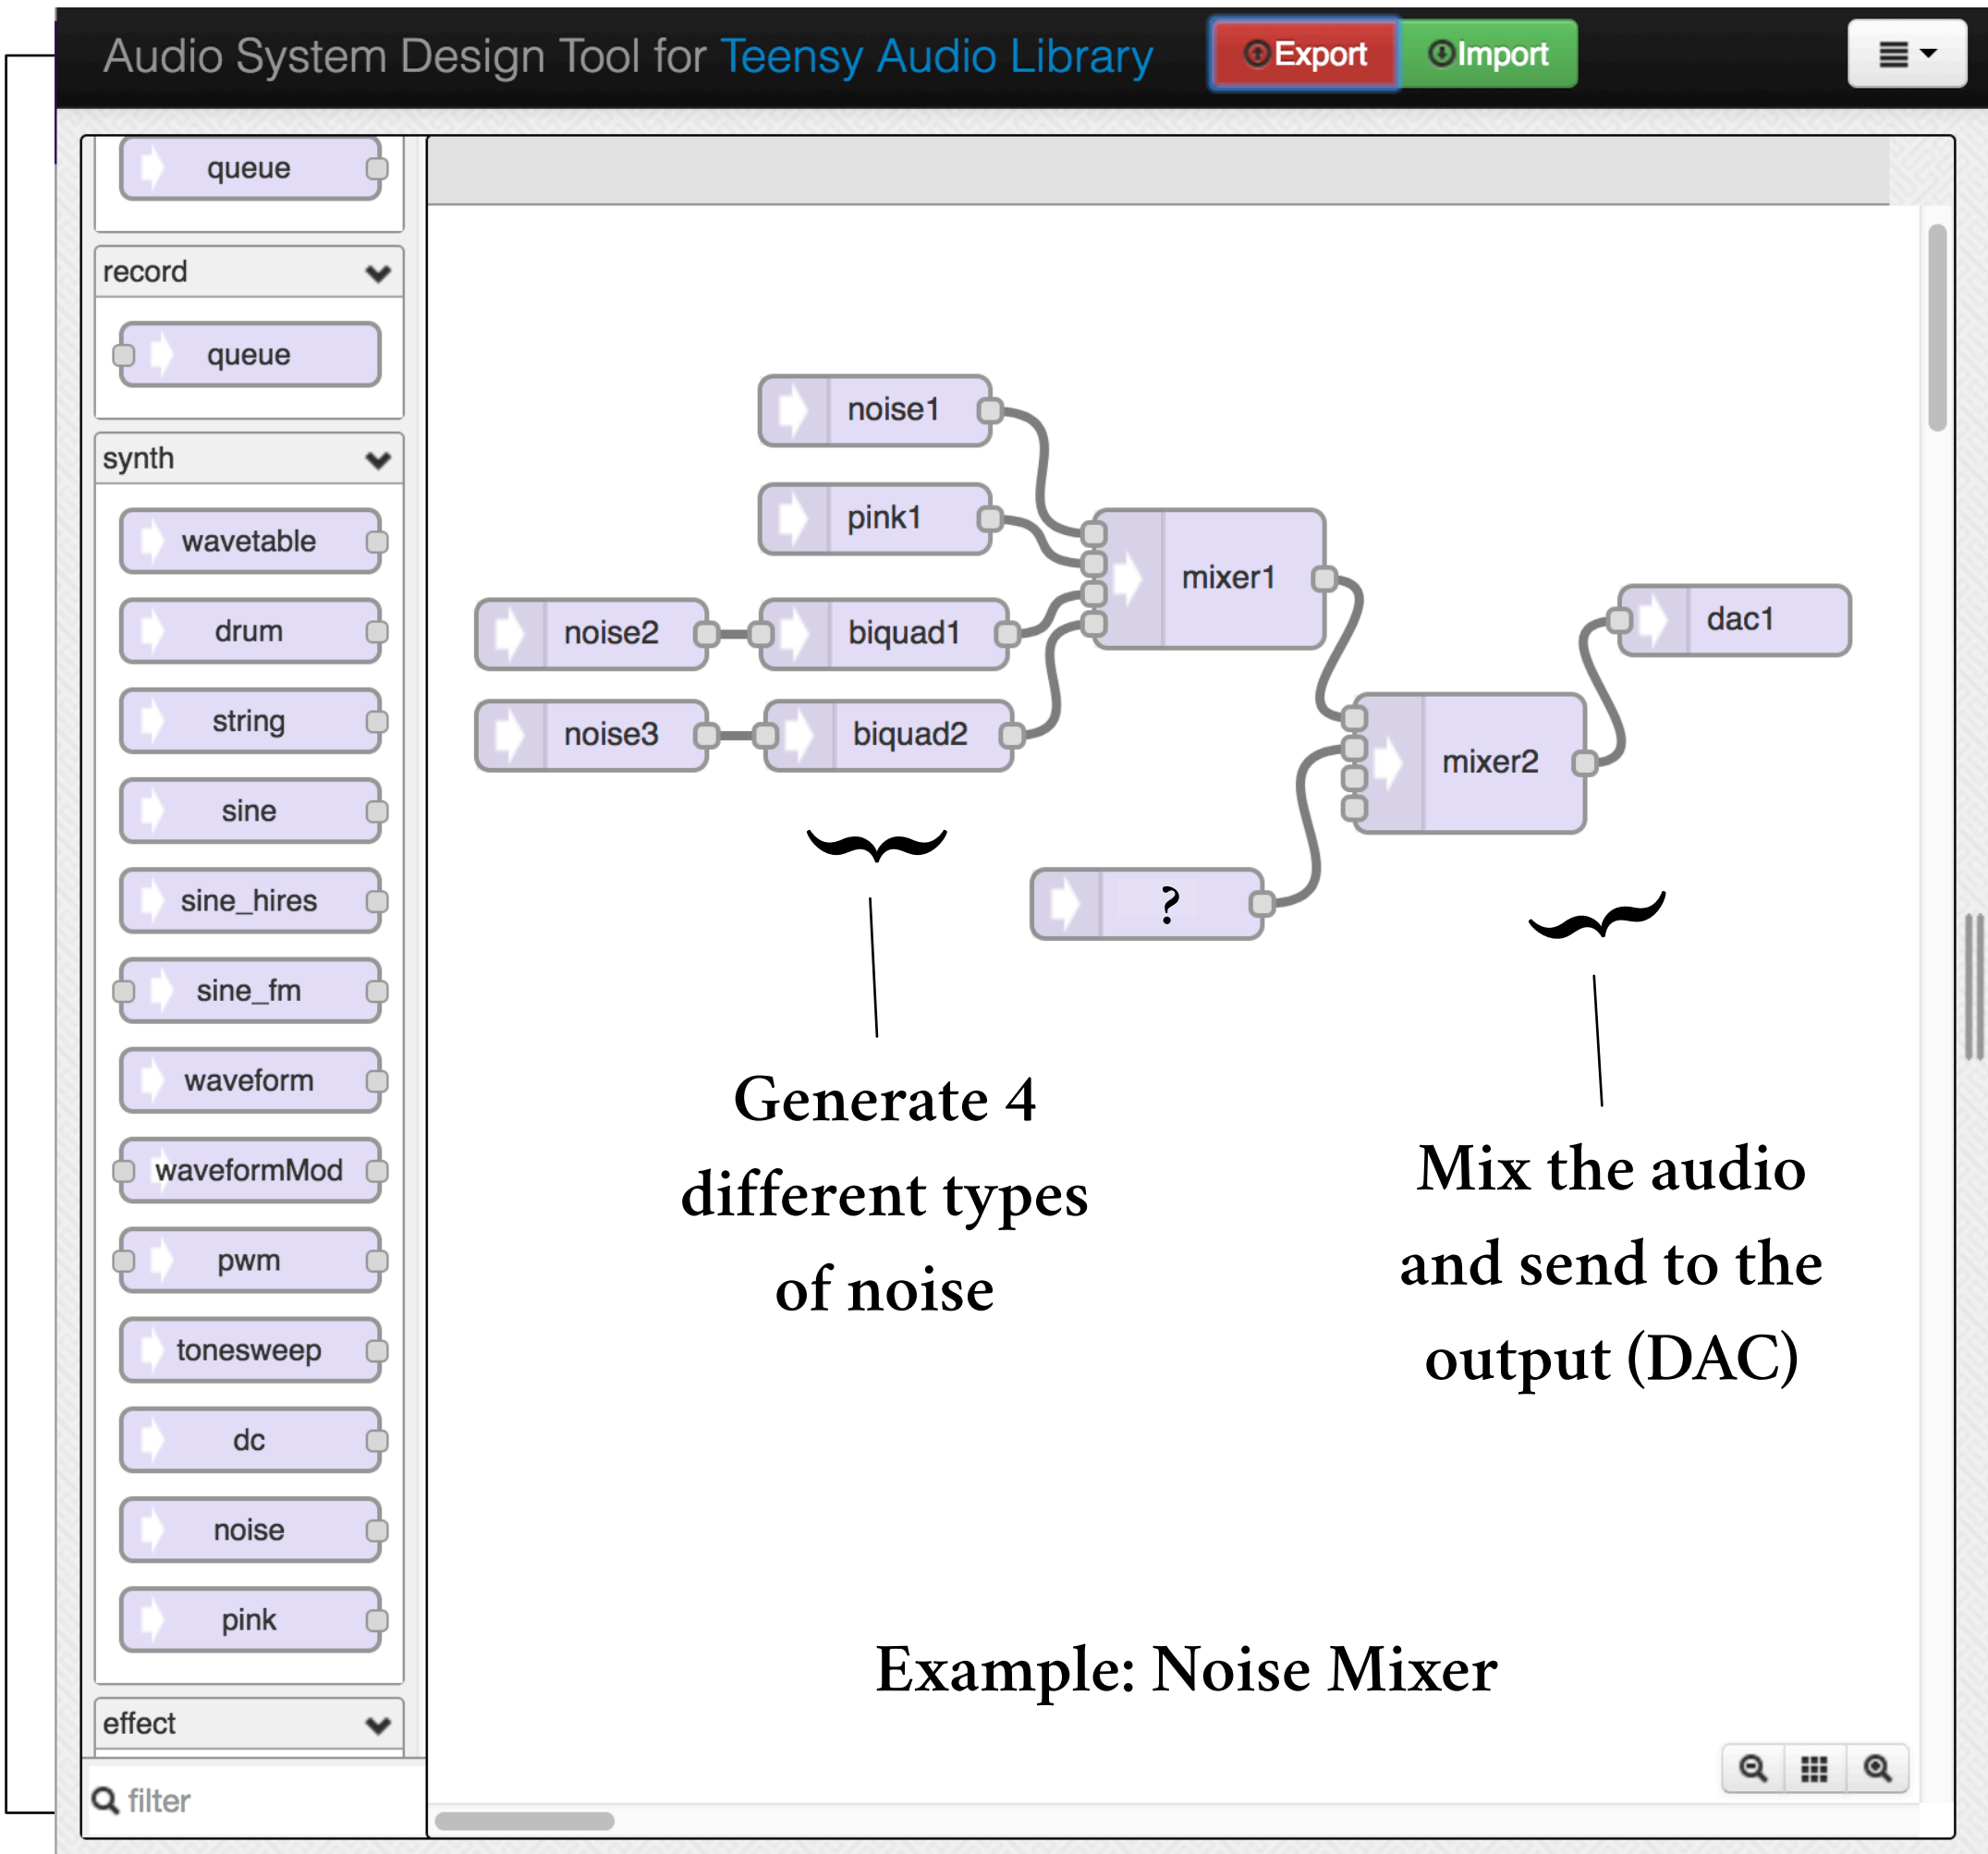 Audio System Design Tool for Teensy Audio Library
Export
Import
queue
record
queue
synth
wavetable
drum
string
sine
sine_hires
sine_fm
waveform
waveformMod
pwm
tonesweep
dc
noise
pink
effect
filter
noise1
pink1
noise2
biquad1
noise3
biquad2
mixer1
mixer2
dac1
?
Generate 4
different types
of noise
Mix the audio
and send to the
output (DAC)
Example: Noise Mixer